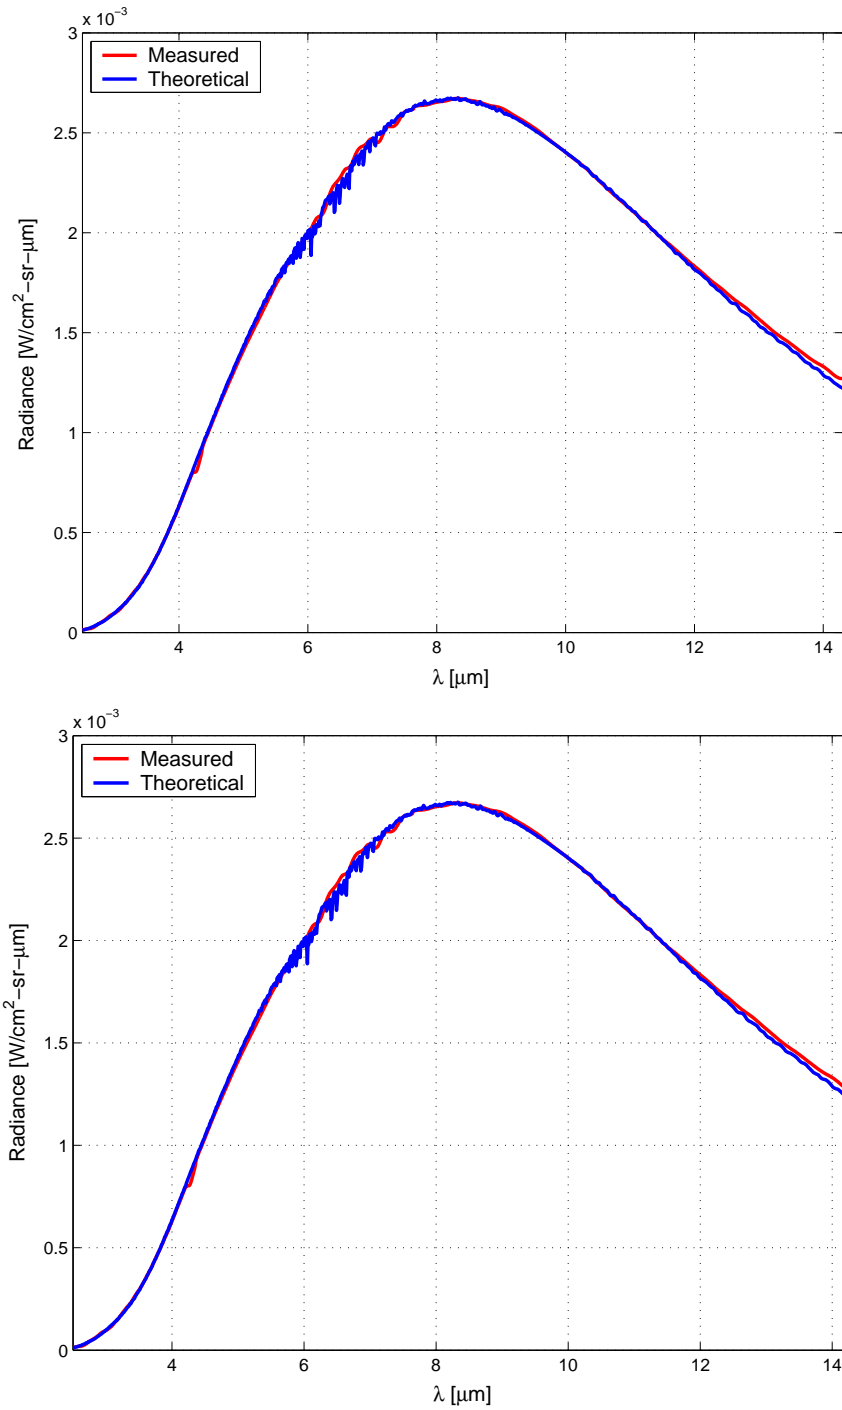 x 10⁻³
3
Measured
Theoretical
2.5
2
1.5
1
0.5
0
Radiance [W/cm²−sr−μm]
4 6 8 10 12 14
λ [μm]
x 10⁻³
3
Measured
Theoretical
2.5
2
1.5
1
0.5
0
Radiance [W/cm²−sr−μm]
4 6 8 10 12 14
λ [μm]